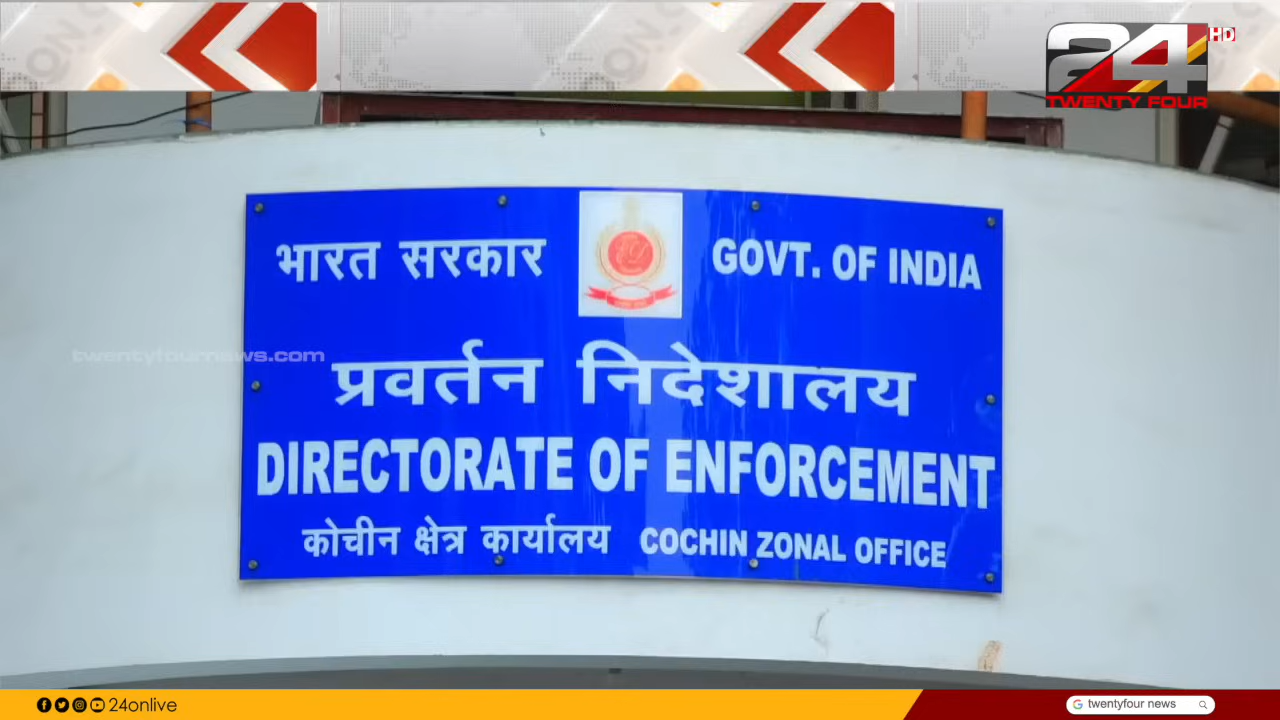 24 HD
TWENTY FOUR
भारत सरकार
GOVT. OF INDIA
twentyfournews.com
प्रवर्तन निदेशालय
DIRECTORATE OF ENFORCEMENT
कोचीन क्षेत्र कार्यालय COCHIN ZONAL OFFICE
24onlive
twentyfour news